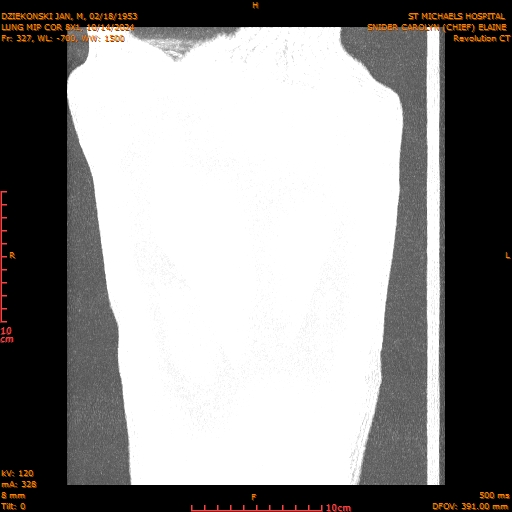 H
DZIEKONSKI JAN, M, 02/18/1953
ST MICHAELS HOSPITAL
LUNG MIP COR 8X1, 10/14/2024
SNIDER CAROLYN (CHIEF) ELAINE
Fr: 327, WL: -700, WW: 1500
Revolution CT
R
L
10
cm
kV: 120
mA: 328
8 mm
Tilt: 0
F
10cm
500 ms
DFOV: 391.00 mm